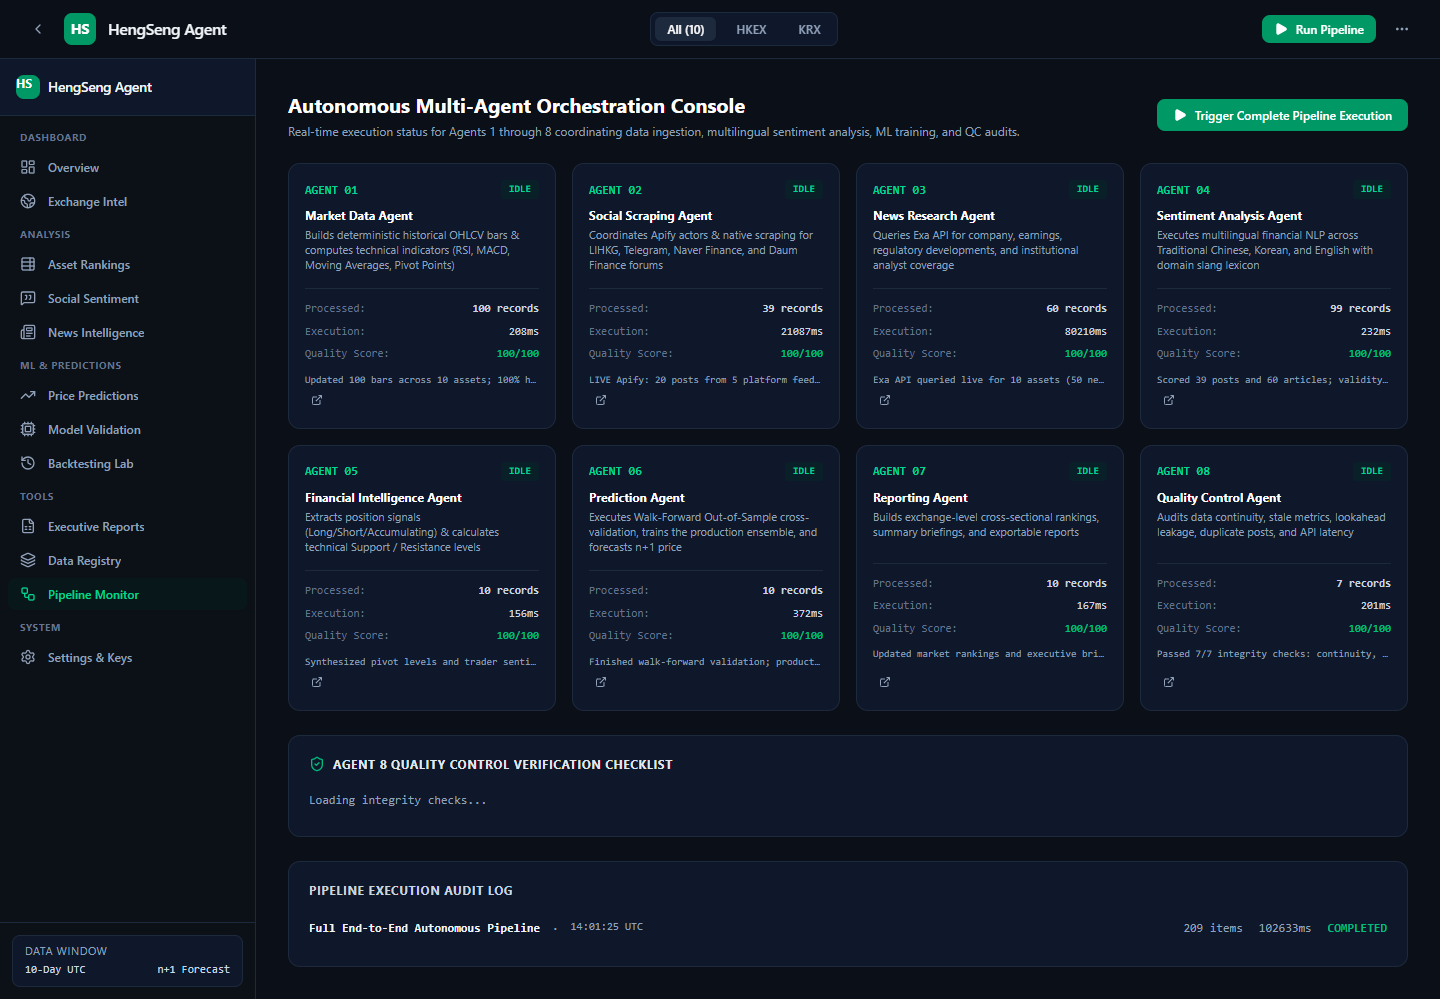 HS HengSeng Agent
All (10) HKEX KRX
Run Pipeline
HS HengSeng Agent
DASHBOARD
Overview
Exchange Intel
ANALYSIS
Asset Rankings
Social Sentiment
News Intelligence
ML & PREDICTIONS
Price Predictions
Model Validation
Backtesting Lab
TOOLS
Executive Reports
Data Registry
Pipeline Monitor
SYSTEM
Settings & Keys
DATA WINDOW
10-Day UTC n+1 Forecast
Autonomous Multi-Agent Orchestration Console
Real-time execution status for Agents 1 through 8 coordinating data ingestion, multilingual sentiment analysis, ML training, and QC audits.
Trigger Complete Pipeline Execution
AGENT 01 IDLE
Market Data Agent
Builds deterministic historical OHLCV bars &
computes technical indicators (RSI, MACD,
Moving Averages, Pivot Points)
Processed: 100 records
Execution: 208ms
Quality Score: 100/100
Updated 100 bars across 10 assets; 100% h…
AGENT 02 IDLE
Social Scraping Agent
Coordinates Apify actors & native scraping for
LIHKG, Telegram, Naver Finance, and Daum
Finance forums
Processed: 39 records
Execution: 21087ms
Quality Score: 100/100
LIVE Apify: 20 posts from 5 platform feed…
AGENT 03 IDLE
News Research Agent
Queries Exa API for company, earnings,
regulatory developments, and institutional
analyst coverage
Processed: 60 records
Execution: 80210ms
Quality Score: 100/100
Exa API queried live for 10 assets (50 ne…
AGENT 04 IDLE
Sentiment Analysis Agent
Executes multilingual financial NLP across
Traditional Chinese, Korean, and English with
domain slang lexicon
Processed: 99 records
Execution: 232ms
Quality Score: 100/100
Scored 39 posts and 60 articles; validity…
AGENT 05 IDLE
Financial Intelligence Agent
Extracts position signals
(Long/Short/Accumulating) & calculates
technical Support / Resistance levels
Processed: 10 records
Execution: 156ms
Quality Score: 100/100
Synthesized pivot levels and trader senti…
AGENT 06 IDLE
Prediction Agent
Executes Walk-Forward Out-of-Sample cross-
validation, trains the production ensemble, and
forecasts n+1 price
Processed: 10 records
Execution: 372ms
Quality Score: 100/100
Finished walk-forward validation; product…
AGENT 07 IDLE
Reporting Agent
Builds exchange-level cross-sectional rankings,
summary briefings, and exportable reports
Processed: 10 records
Execution: 167ms
Quality Score: 100/100
Updated market rankings and executive bri…
AGENT 08 IDLE
Quality Control Agent
Audits data continuity, stale metrics, lookahead
leakage, duplicate posts, and API latency
Processed: 7 records
Execution: 201ms
Quality Score: 100/100
Passed 7/7 integrity checks: continuity, …
AGENT 8 QUALITY CONTROL VERIFICATION CHECKLIST
Loading integrity checks...
PIPELINE EXECUTION AUDIT LOG
Full End-to-End Autonomous Pipeline · 14:01:25 UTC 209 items 102633ms COMPLETED